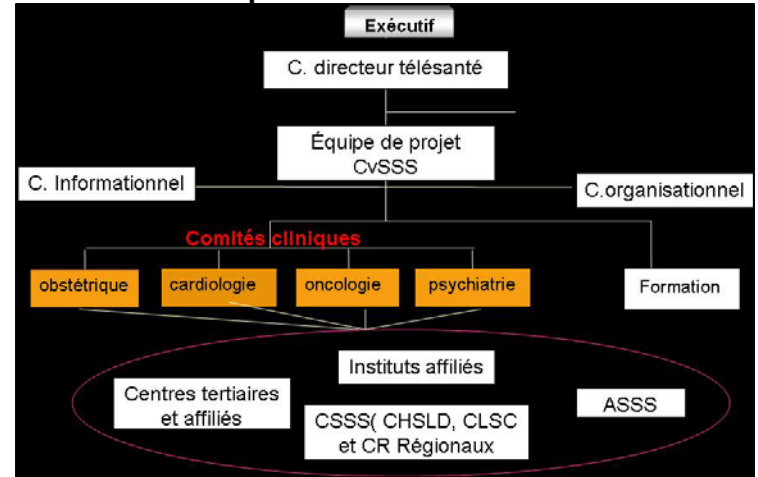 Exécutif
C. directeur télésanté
Équipe de projet
CvSSS
C. Informationnel
C.organisationnel
Comités cliniques
obstétrique
cardiologie
oncologie
psychiatrie
Formation
Instituts affiliés
Centres tertiaires
et affiliés
CSSS( CHSLD, CLSC
et CR Régionaux
ASSS